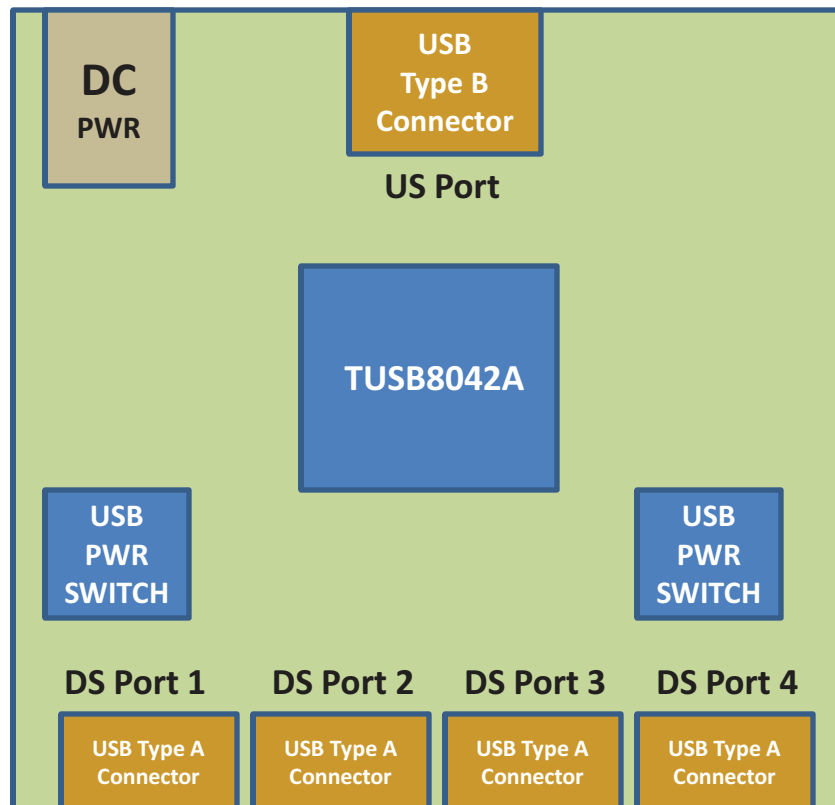 DC
PWR
USB
Type B
Connector
US Port
TUSB8042A
USB
PWR
SWITCH
USB
PWR
SWITCH
DS Port 1
DS Port 2
DS Port 3
DS Port 4
USB Type A
Connector
USB Type A
Connector
USB Type A
Connector
USB Type A
Connector